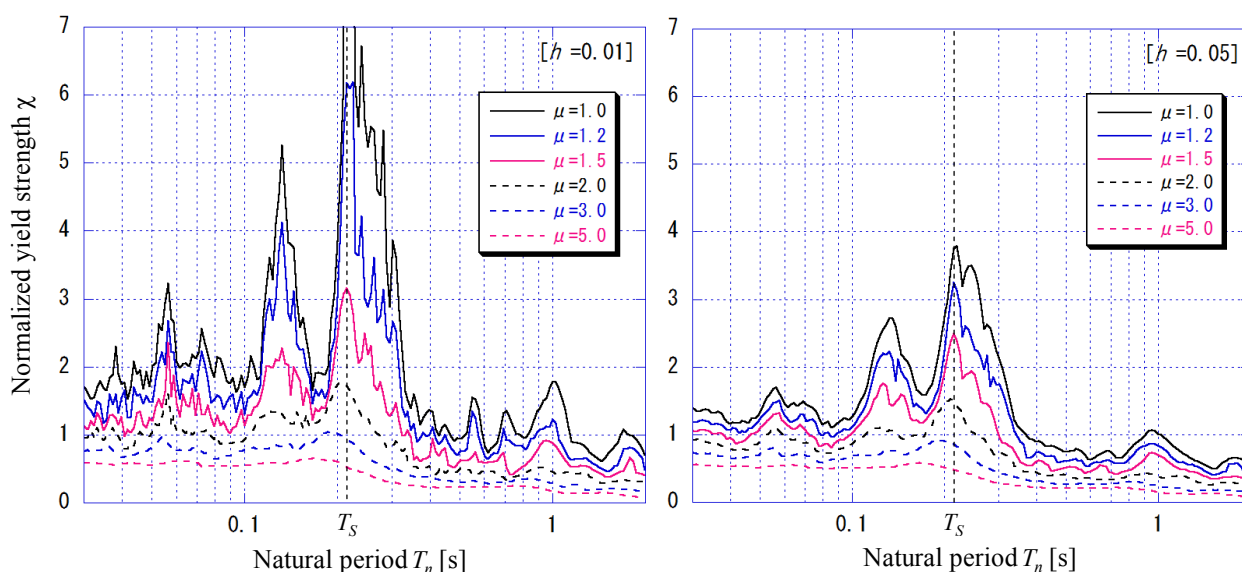 Normalized yield strength χ
7
6
5
4
3
2
1
0
[h =0.01]
μ=1.0
μ=1.2
μ=1.5
μ=2.0
μ=3.0
μ=5.0
0.1
T_S
1
Natural period T_n [s]
7
6
5
4
3
2
1
0
[h =0.05]
μ=1.0
μ=1.2
μ=1.5
μ=2.0
μ=3.0
μ=5.0
0.1
T_S
1
Natural period T_n [s]